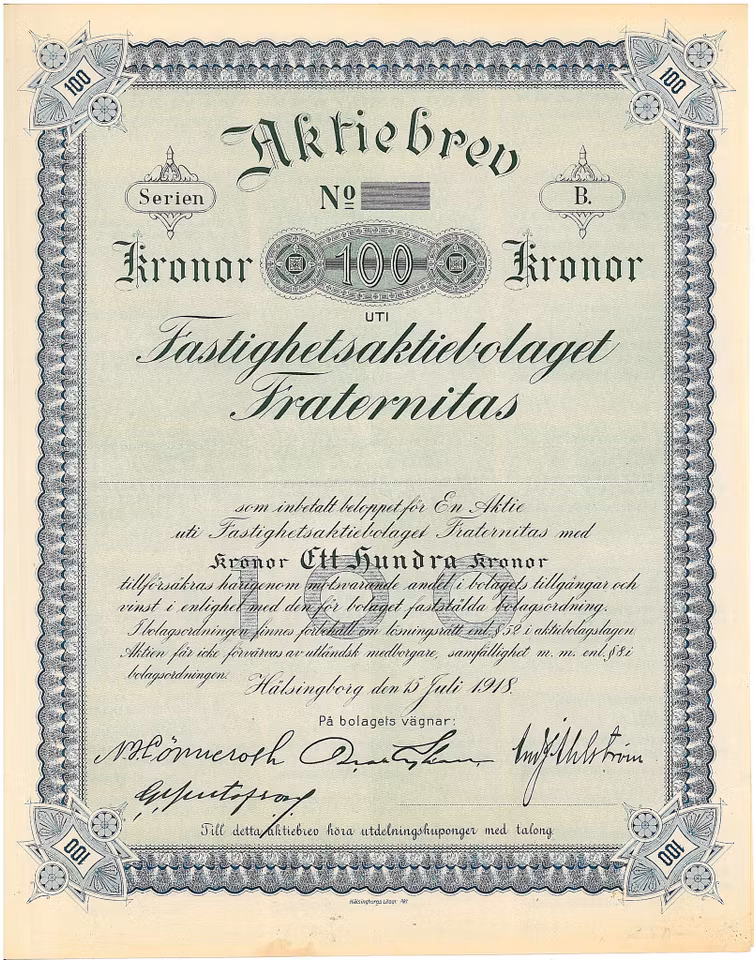 100
100
Aktiebrev
Serien
Nº
B.
Kronor 100 Kronor
UTI
Fastighetsaktiebolaget
Fraternitas
som inbetalt beloppet för En Aktie
uti Fastighetsaktiebolaget Fraternitas med
Kronor Ett Hundra Kronor
100
tillförsäkras härigenom motsvarande andel i bolagets tillgångar och
vinst i enlighet med den för bolaget fastställda bolagsordning.
I bolagsordningen finnes förbehåll om lösningsrätt enl. § 52 i aktiebolagslagen
Aktien får icke förvärvas av utländsk medborgare, samfällighet m. m. enl. § 8 i
bolagsordningen.
Hälsingborg den 15 Juli 1918.
På bolagets vägnar:
Till detta aktiebrev höra utdelningskuponger med talong.
100
100